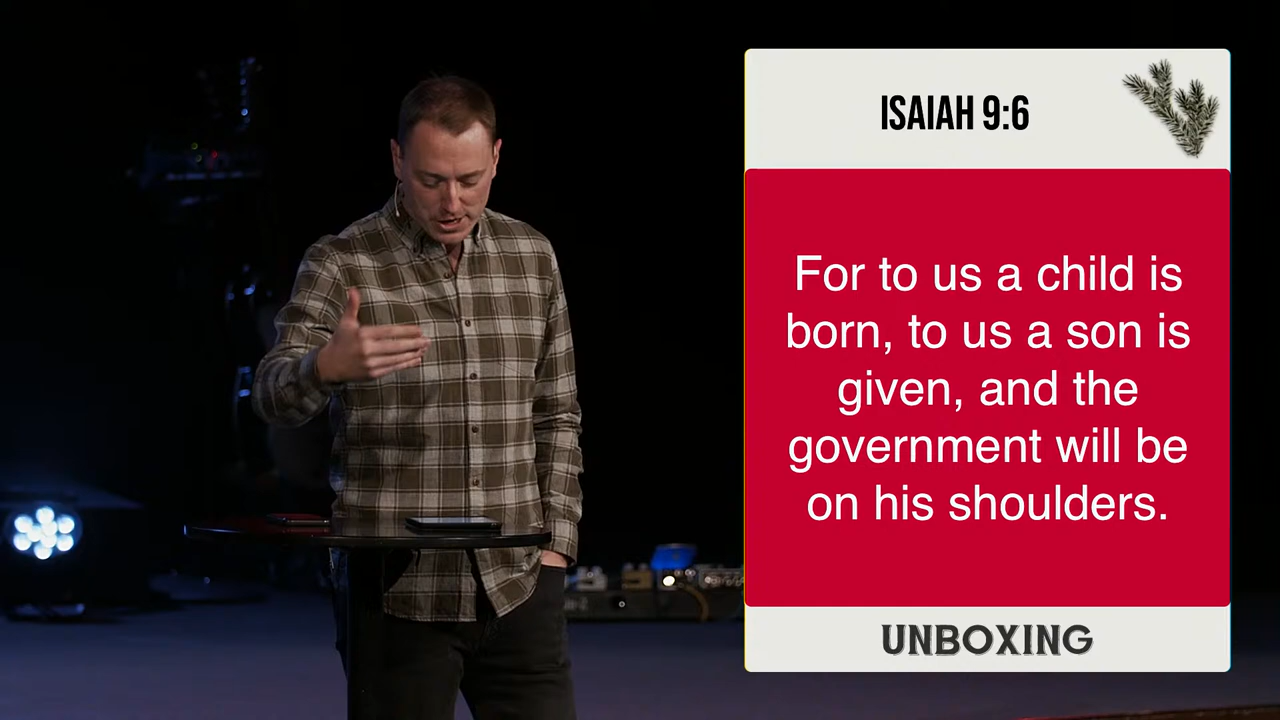 ISAIAH 9:6
For to us a child is
born, to us a son is
given, and the
government will be
on his shoulders.
UNBOXING